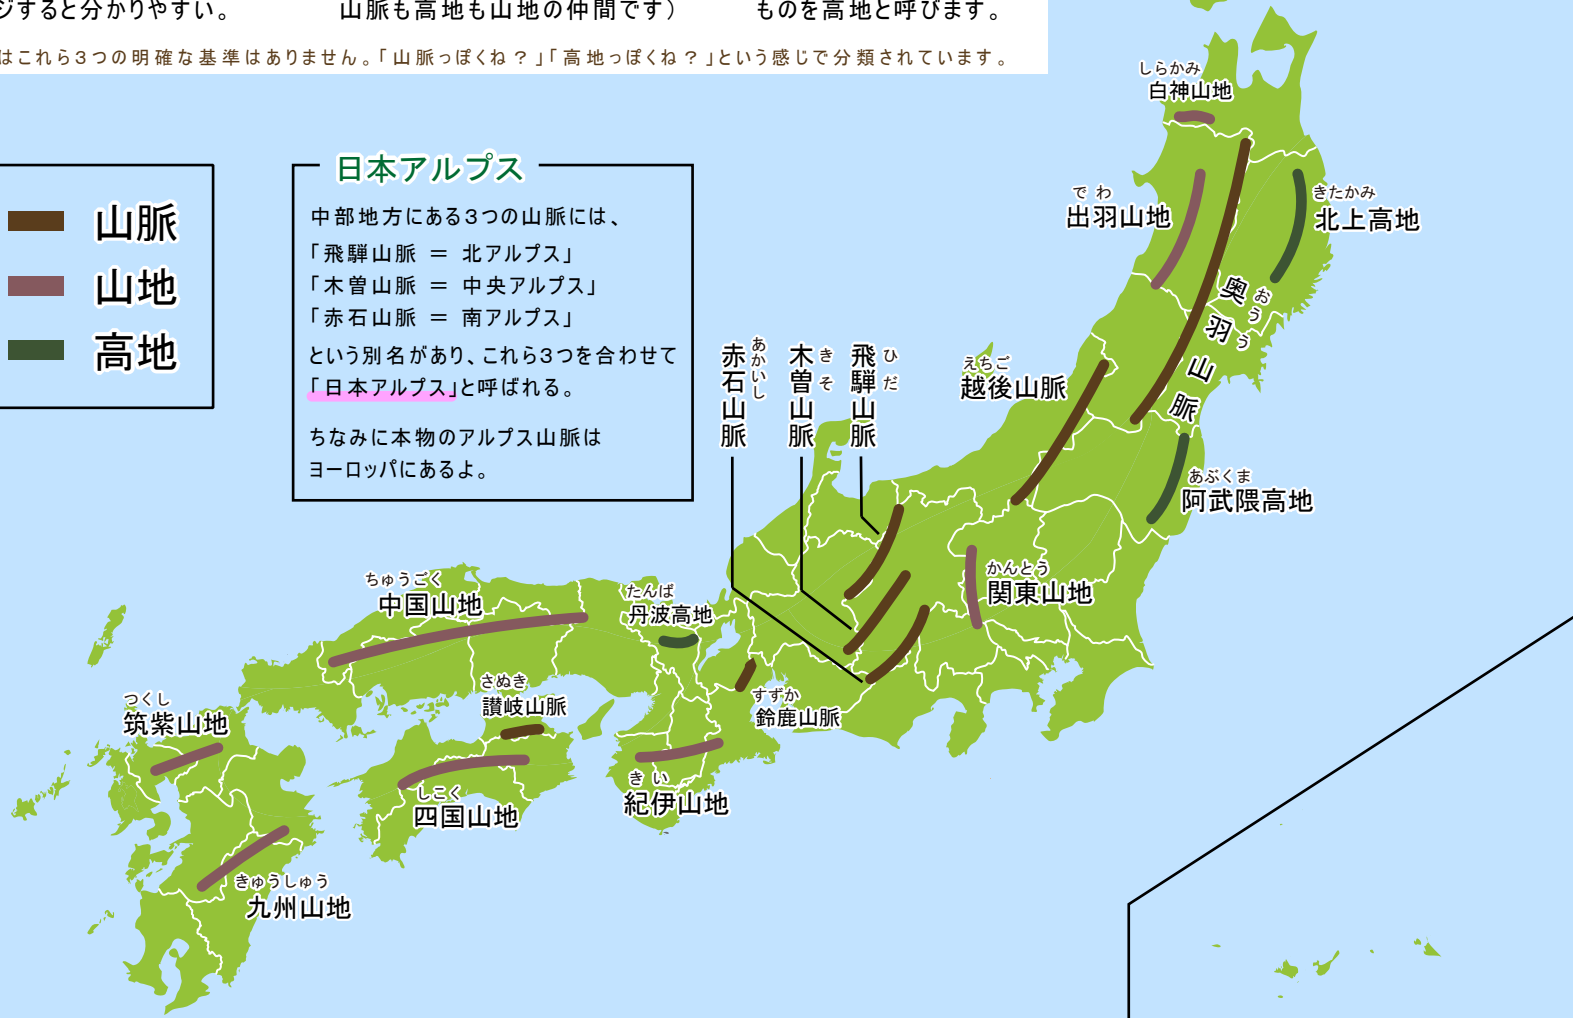 ジすると分かりやすい。
山脈も高地も山地の仲間です）
ものを高地と呼びます。
はこれら3つの明確な基準はありません。「山脈っぽくね？」「高地っぽくね？」という感じで分類されています。
山脈
山地
高地
日本アルプス
中部地方にある3つの山脈には、
「飛騨山脈 ＝ 北アルプス」
「木曽山脈 ＝ 中央アルプス」
「赤石山脈 ＝ 南アルプス」
という別名があり、これら3つを合わせて
「日本アルプス」と呼ばれる。
ちなみに本物のアルプス山脈は
ヨーロッパにあるよ。
しらかみ
白神山地
でわ
出羽山地
きたかみ
北上高地
おうう
奥羽山脈
えちご
越後山脈
あぶくま
阿武隈高地
ひだ
飛騨山脈
きそ
木曽山脈
あかいし
赤石山脈
かんとう
関東山地
ちゅうごく
中国山地
たんば
丹波高地
すずか
鈴鹿山脈
さぬき
讃岐山脈
つくし
筑紫山地
しこく
四国山地
きい
紀伊山地
きゅうしゅう
九州山地